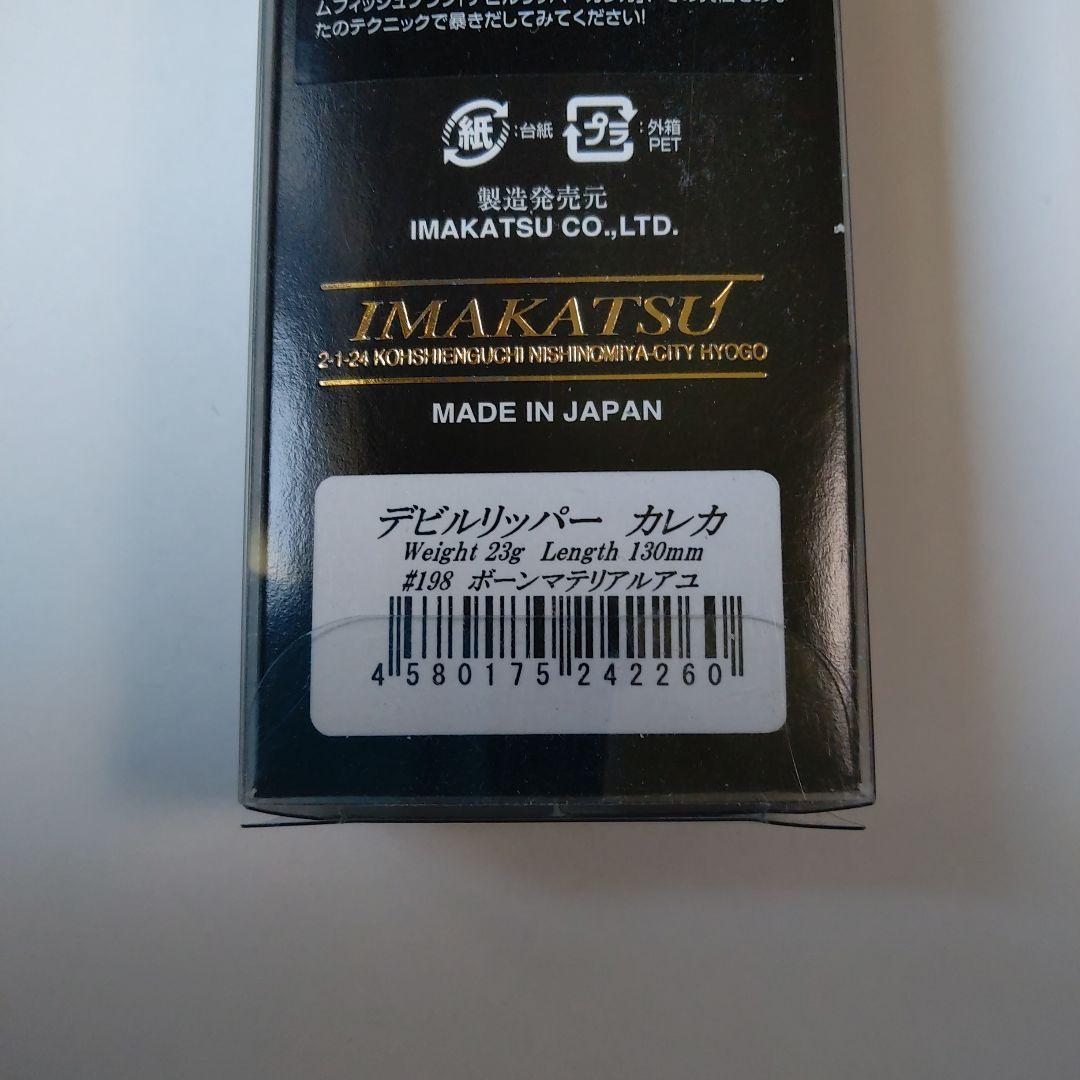 たのテクニックで暴きだしてみてください!
紙 :台紙 プラ :外箱 PET
製造発売元
IMAKATSU CO.,LTD.
IMAKATSU
2-1-24 KOHSHIENGUCHI NISHINOMIYA-CITY HYOGO
MADE IN JAPAN
デビルリッパー カレカ
Weight 23g Length 130mm
#198 ボーンマテリアルアユ
4 580175 242260